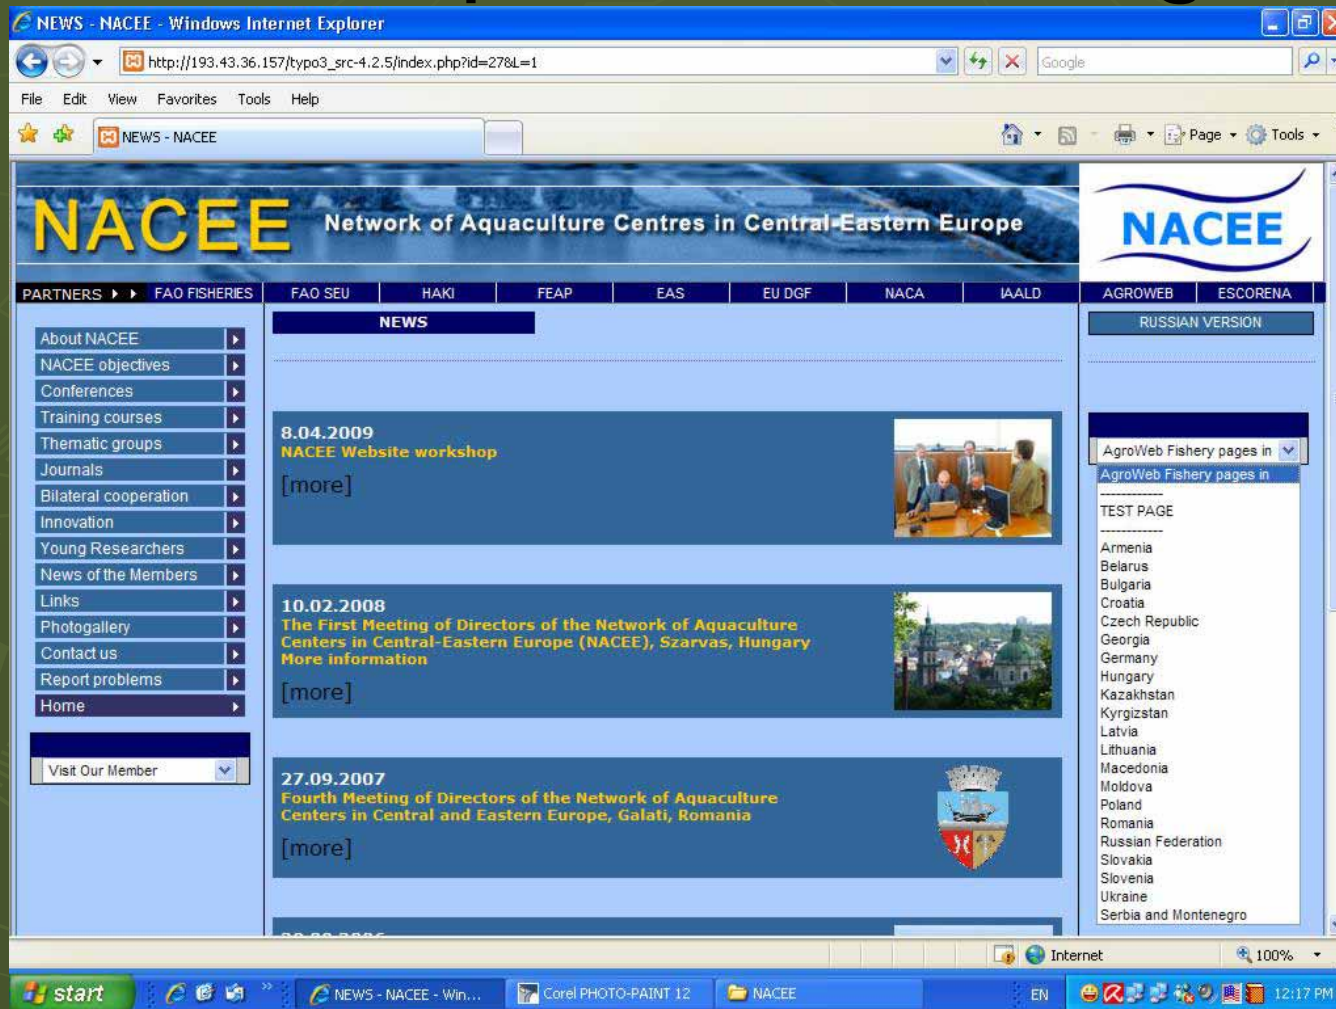 NEWS - NACEE - Windows Internet Explorer
http://193.43.36.157/typo3_src-4.2.5/index.php?id=27&L=1
Google
File Edit View Favorites Tools Help
NEWS - NACEE
Page Tools
NACEE Network of Aquaculture Centres in Central-Eastern Europe
NACEE
PARTNERS FAO FISHERIES FAO SEU HAKI FEAP EAS EU DGF NACA IAALD AGROWEB ESCORENA
About NACEE
NACEE objectives
Conferences
Training courses
Thematic groups
Journals
Bilateral cooperation
Innovation
Young Researchers
News of the Members
Links
Photogallery
Contact us
Report problems
Home
Visit Our Member
NEWS
8.04.2009
NACEE Website workshop
[more]
10.02.2008
The First Meeting of Directors of the Network of Aquaculture
Centers in Central-Eastern Europe (NACEE), Szarvas, Hungary
More information
[more]
27.09.2007
Fourth Meeting of Directors of the Network of Aquaculture
Centers in Central and Eastern Europe, Galati, Romania
[more]
RUSSIAN VERSION
AgroWeb Fishery pages in
AgroWeb Fishery pages in
------------
TEST PAGE
------------
Armenia
Belarus
Bulgaria
Croatia
Czech Republic
Georgia
Germany
Hungary
Kazakhstan
Kyrgizstan
Latvia
Lithuania
Macedonia
Moldova
Poland
Romania
Russian Federation
Slovakia
Slovenia
Ukraine
Serbia and Montenegro
Internet 100%
start NEWS - NACEE - Win... Corel PHOTO-PAINT 12 NACEE EN 12:17 PM